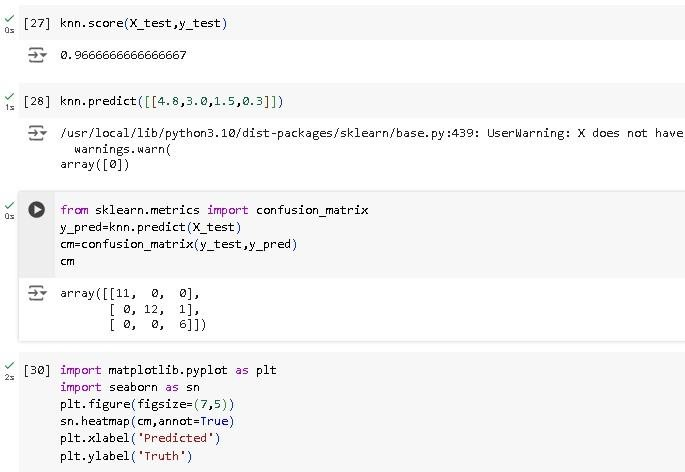 [27] knn.score(X_test,y_test)
0s
0.9666666666666667
[28] knn.predict([[4.8,3.0,1.5,0.3]])
1s
/usr/local/lib/python3.10/dist-packages/sklearn/base.py:439: UserWarning: X does not have
warnings.warn(
array([0])
from sklearn.metrics import confusion_matrix
0s
y_pred=knn.predict(X_test)
cm=confusion_matrix(y_test,y_pred)
cm
array([[11, 0, 0],
[ 0, 12, 1],
[ 0, 0, 6]])
[30] import matplotlib.pyplot as plt
2s
import seaborn as sn
plt.figure(figsize=(7,5))
sn.heatmap(cm,annot=True)
plt.xlabel('Predicted')
plt.ylabel('Truth')